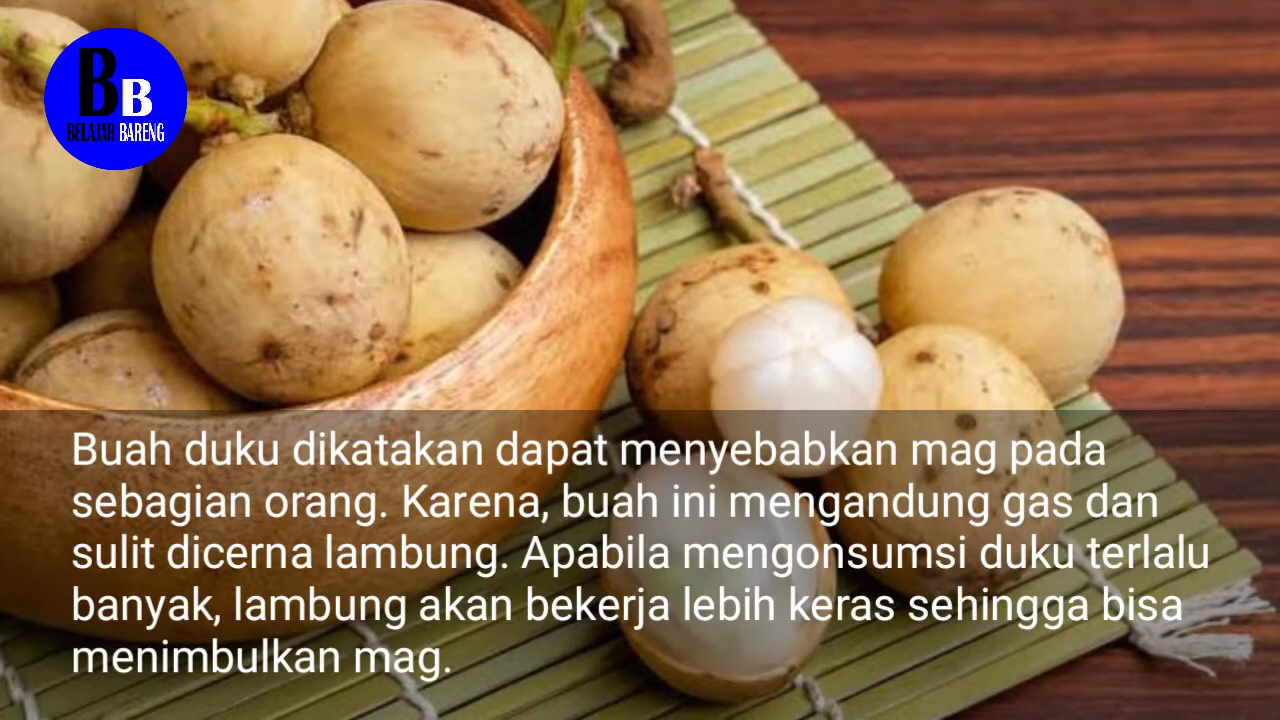 BB
BELAJAR BARENG
Buah duku dikatakan dapat menyebabkan mag pada
sebagian orang. Karena, buah ini mengandung gas dan
sulit dicerna lambung. Apabila mengonsumsi duku terlalu
banyak, lambung akan bekerja lebih keras sehingga bisa
menimbulkan mag.